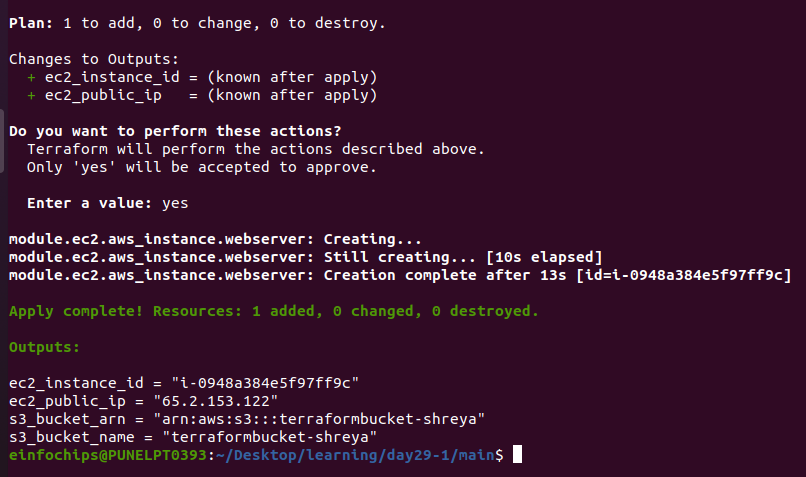 Plan: 1 to add, 0 to change, 0 to destroy.
Changes to Outputs:
+ ec2_instance_id = (known after apply)
+ ec2_public_ip   = (known after apply)
Do you want to perform these actions?
Terraform will perform the actions described above.
Only 'yes' will be accepted to approve.
Enter a value: yes
module.ec2.aws_instance.webserver: Creating...
module.ec2.aws_instance.webserver: Still creating... [10s elapsed]
module.ec2.aws_instance.webserver: Creation complete after 13s [id=i-0948a384e5f97ff9c]
Apply complete! Resources: 1 added, 0 changed, 0 destroyed.
Outputs:
ec2_instance_id = "i-0948a384e5f97ff9c"
ec2_public_ip = "65.2.153.122"
s3_bucket_arn = "arn:aws:s3:::terraformbucket-shreya"
s3_bucket_name = "terraformbucket-shreya"
einfochips@PUNELPT0393:~/Desktop/learning/day29-1/main$